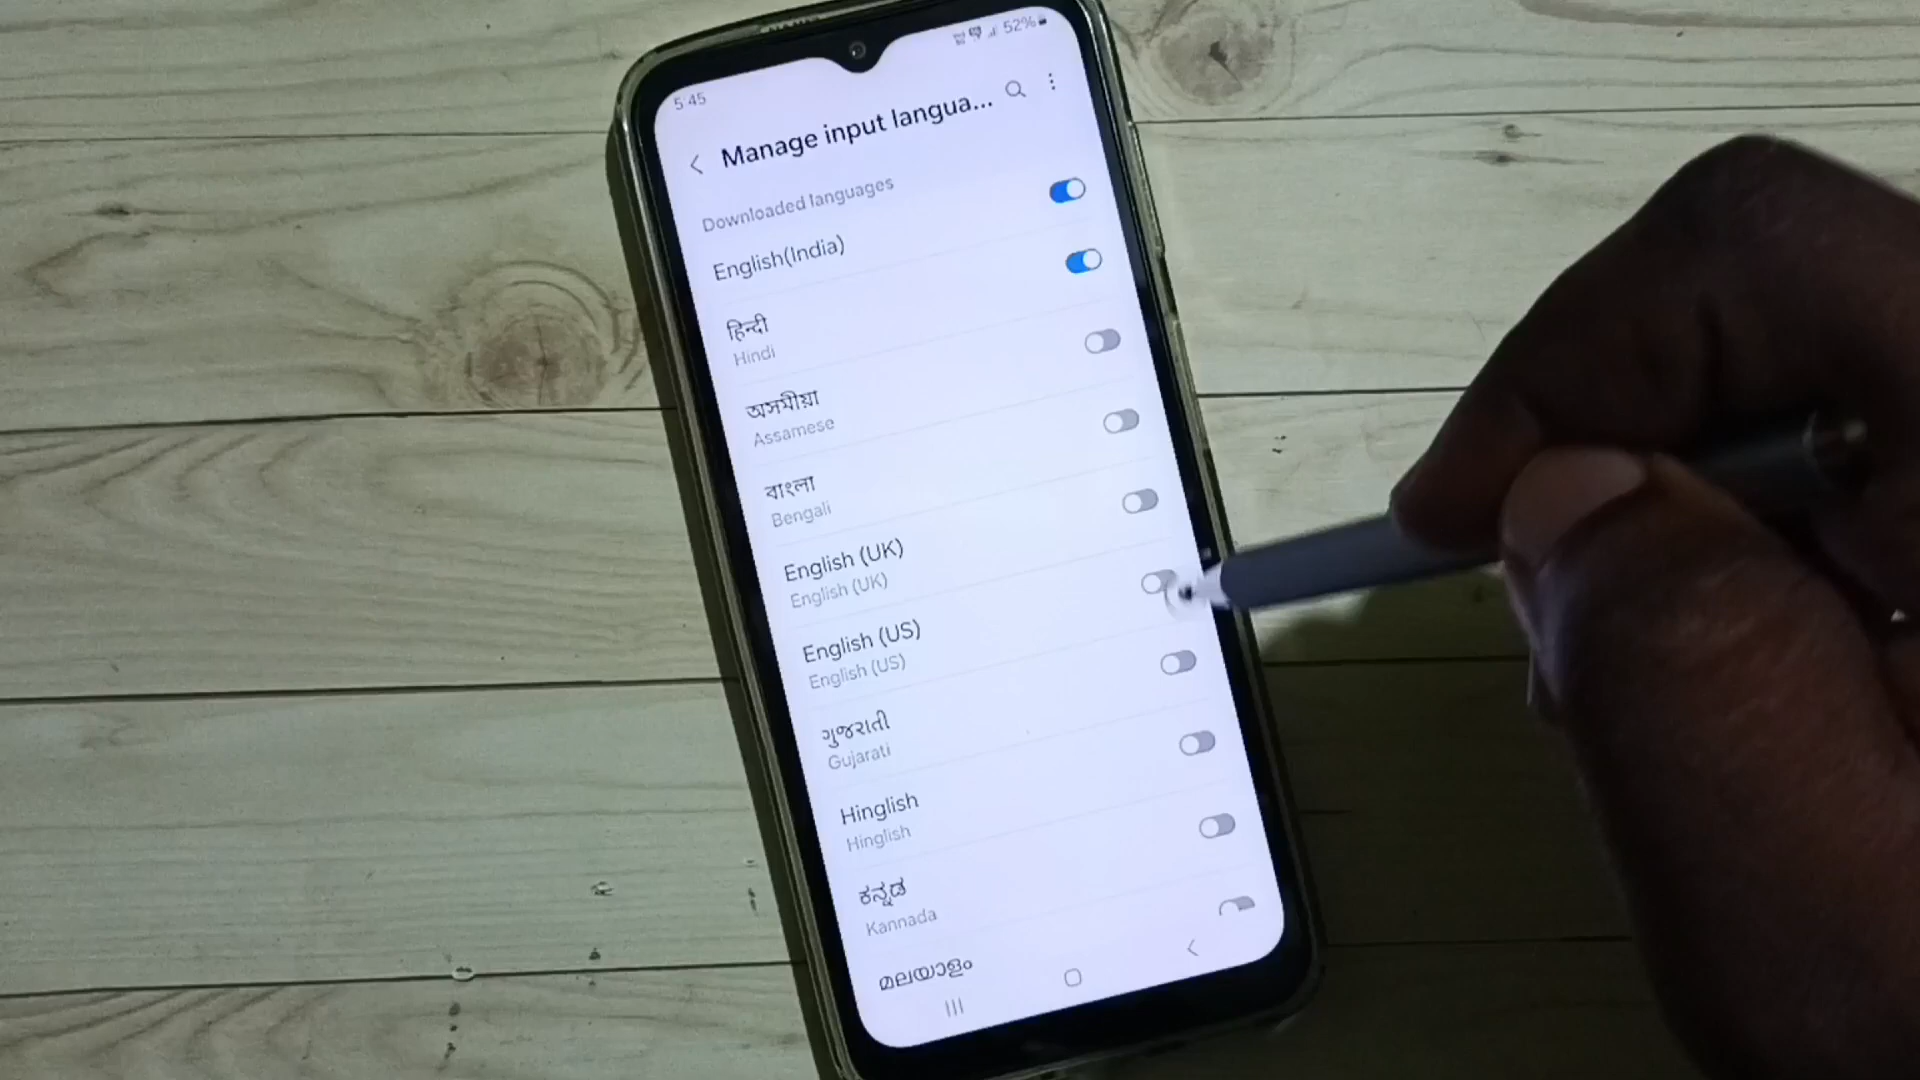 5:45
52%
Manage input langua...
Downloaded languages
English(India)
हिन्दी
Hindi
অসমীয়া
Assamese
বাংলা
Bengali
English (UK)
English (UK)
English (US)
English (US)
ગુજરાતી
Gujarati
Hinglish
Hinglish
ಕನ್ನಡ
Kannada
മലയാളം